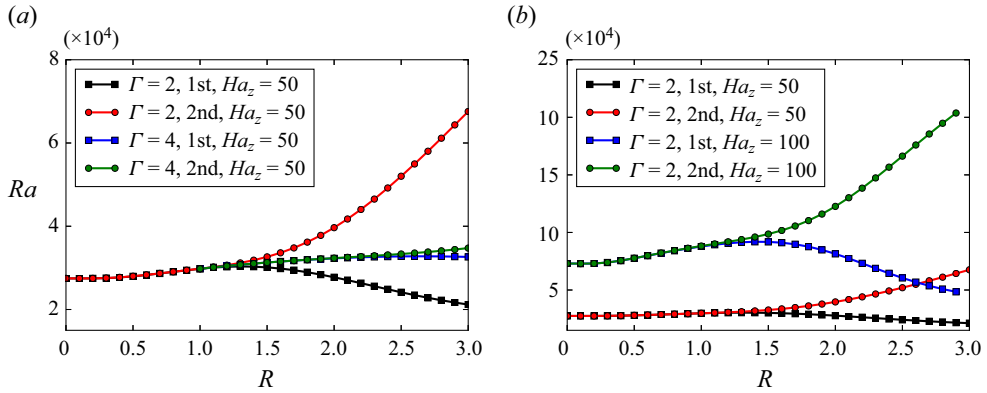 (a)
(×10⁴)
8
6
4
2
Ra
Γ = 2, 1st, Ha_z = 50
Γ = 2, 2nd, Ha_z = 50
Γ = 4, 1st, Ha_z = 50
Γ = 4, 2nd, Ha_z = 50
0 0.5 1.0 1.5 2.0 2.5 3.0
R
(b)
(×10⁴)
25
10
15
10
5
Γ = 2, 1st, Ha_z = 50
Γ = 2, 2nd, Ha_z = 50
Γ = 2, 1st, Ha_z = 100
Γ = 2, 2nd, Ha_z = 100
0 0.5 1.0 1.5 2.0 2.5 3.0
R